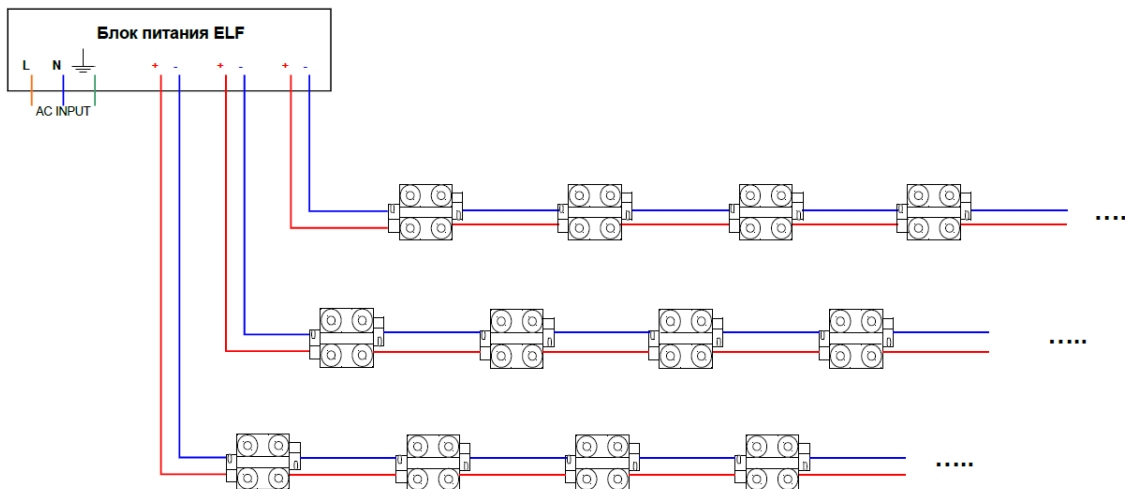 Блок питания ELF
L N + - + - + -
AC INPUT
.....
.....
.....